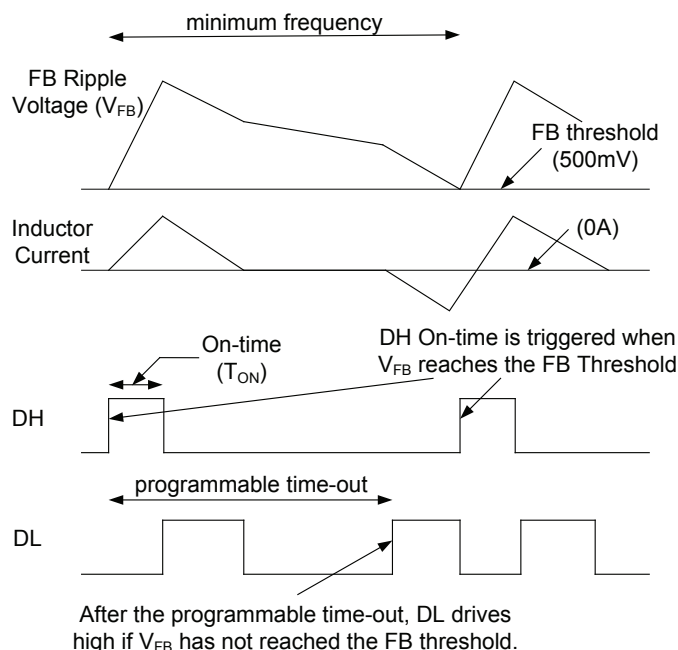 minimum frequency
FB Ripple
Voltage (VFB)
FB threshold
(500mV)
Inductor
Current
(0A)
On-time
(TON)
DH On-time is triggered when
VFB reaches the FB Threshold
DH
programmable time-out
DL
After the programmable time-out, DL drives
high if VFB has not reached the FB threshold.